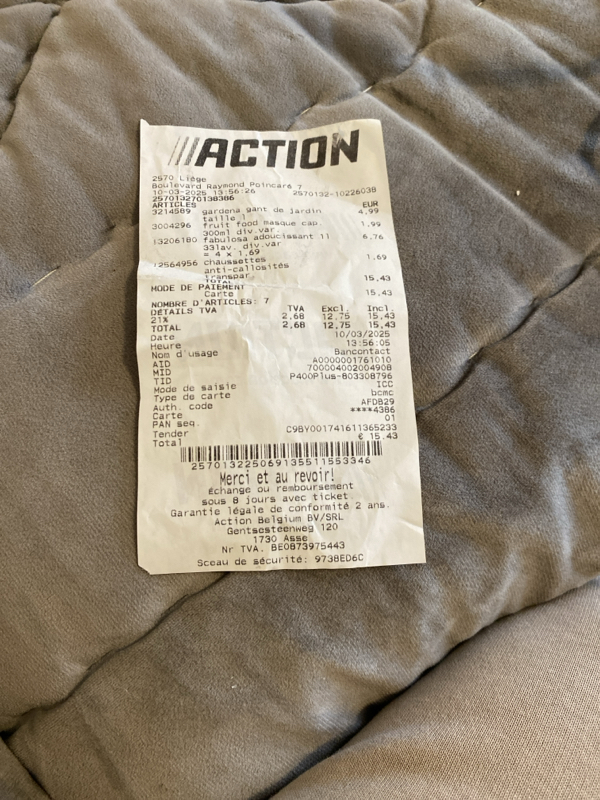 ///ACTION
2570 Liège
Boulevard Raymond Poincaré 7
10-03-2025 13:56:26 2570132-10226038
257013270138386
ARTICLES EUR
3214589 gardena gant de jardin 4,99
taille 1
3004296 fruit food masque cap. 1,99
300ml div.var.
13206180 fabulosa adoucissant 1l 6,76
33lav. div.var
= 4 x 1,69
12564956 chaussettes 1,69
anti-callosités
transpar.
TOTAL 15,43
MODE DE PAIEMENT
Carte 15,43
NOMBRE D'ARTICLES: 7
DÉTAILS TVA TVA Excl. Incl.
21% 2,68 12,75 15,43
TOTAL 2,68 12,75 15,43
Date 10/03/2025
Heure 13:56:05
Nom d'usage Bancontact
AID A0000001761010
MID 700004002004908
TID P400Plus-803308796
Mode de saisie ICC
Type de carte bcmc
Auth. code AFDB29
Carte ****4386
PAN seq. 01
Tender C9BY001741611365233
Total € 15.43
257013225069135511553346
Merci et au revoir!
Échange ou remboursement
sous 8 jours avec ticket.
Garantie légale de conformité 2 ans.
Action Belgium BV/SRL
Gentsesteenweg 120
1730 Asse
Nr TVA. BE0873975443
Sceau de sécurité: 9738ED6C